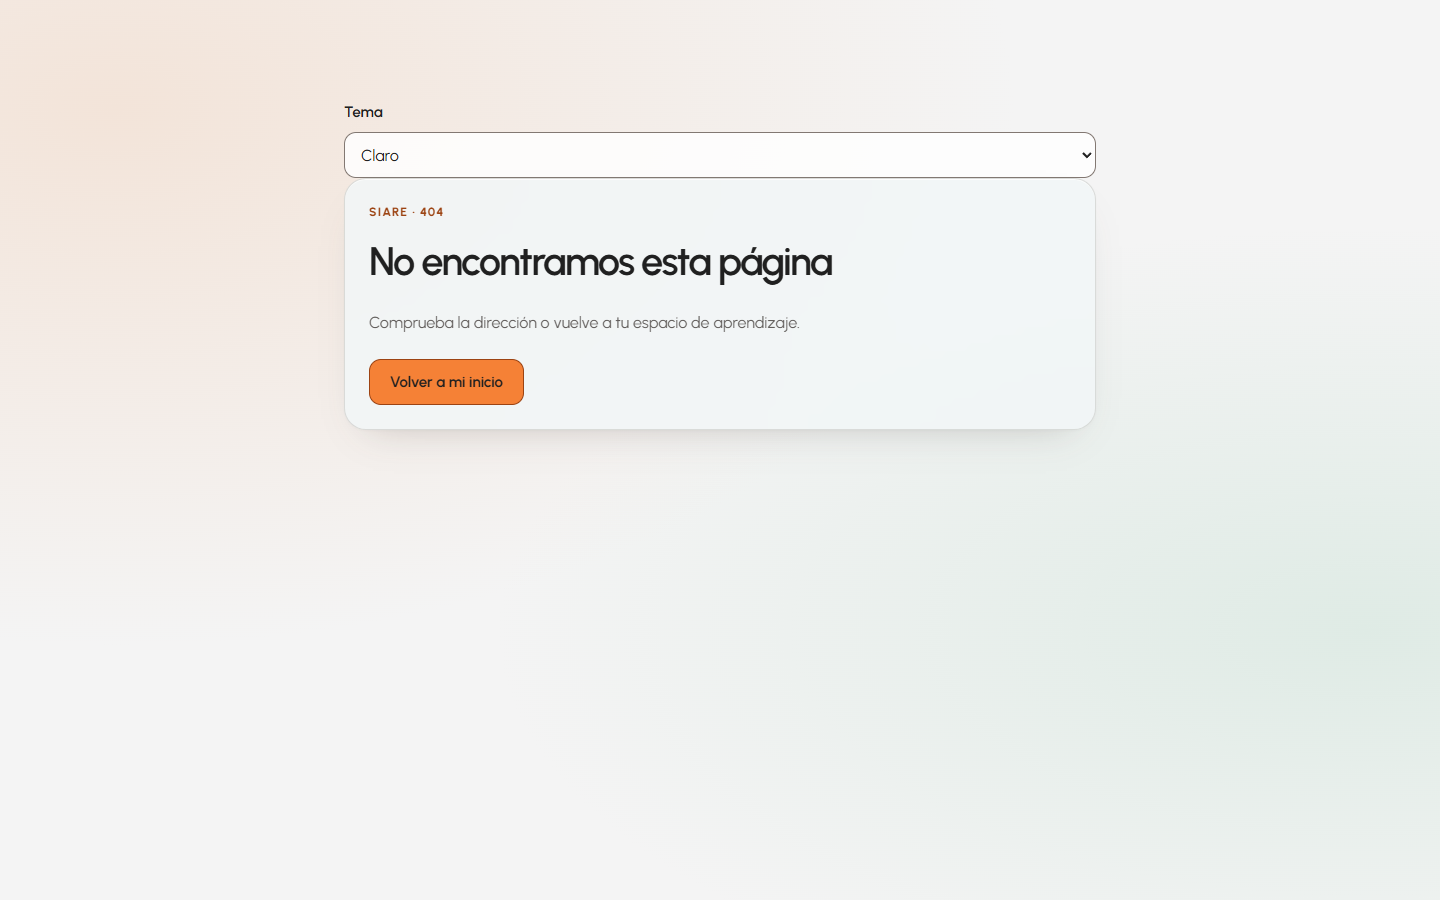 Tema
Claro
SIARE · 404
No encontramos esta página
Comprueba la dirección o vuelve a tu espacio de aprendizaje.
Volver a mi inicio